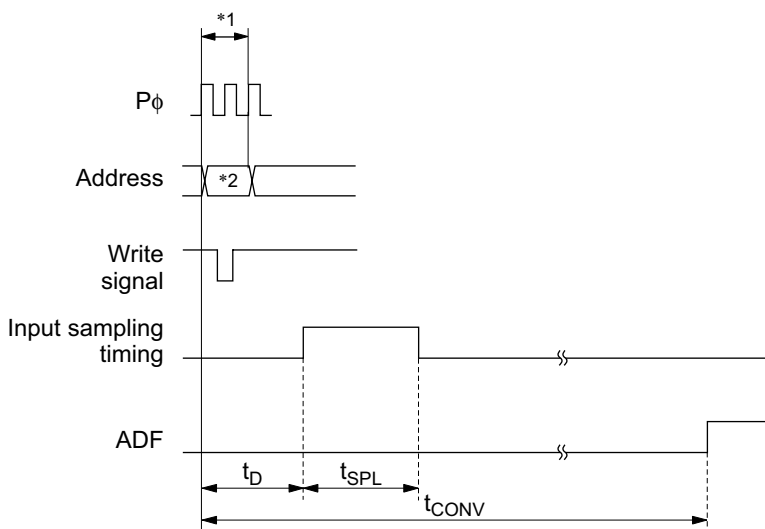 *1
Pϕ
Address
*2
Write
signal
Input sampling
timing
ADF
tD
tSPL
tCONV